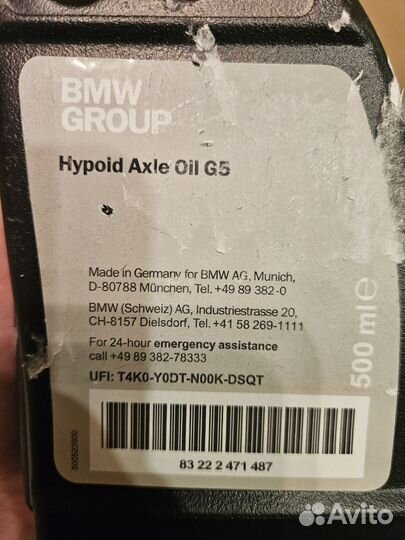 BMW
GROUP
Hypoid Axle Oil G5
Made in Germany for BMW AG, Munich,
D-80788 München, Tel. +49 89 382-0
BMW (Schweiz) AG, Industriestrasse 20,
CH-8157 Dielsdorf, Tel. +41 58 269-1111
For 24-hour emergency assistance
call +49 89 382-78333
UFI: T4K0-Y0DT-N00K-DSQT
83 22 2 471 487
500 ml ℮
500523800
Avito